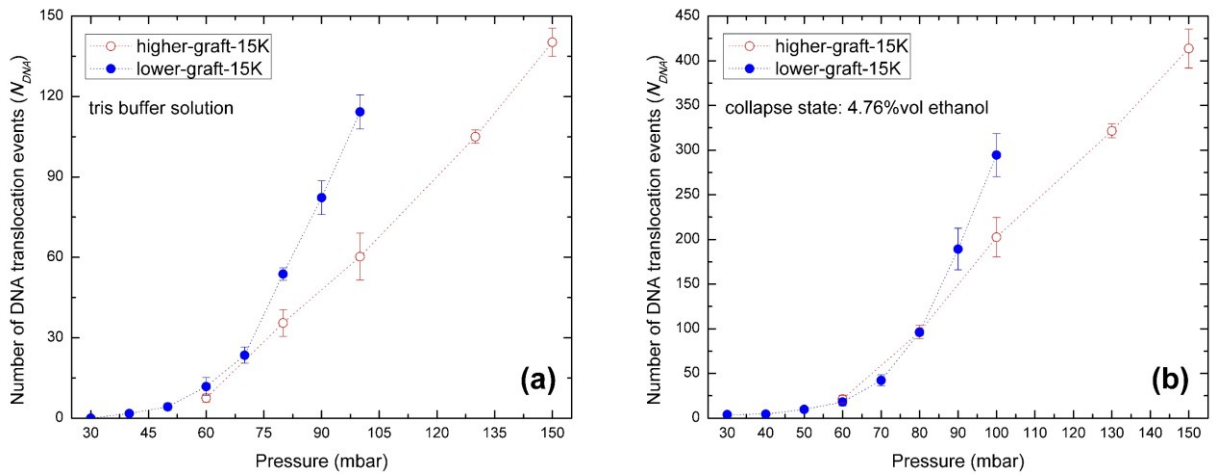 150
120
90
60
30
0
30 45 60 75 90 105 120 135 150
Number of DNA translocation events (N_DNA)
Pressure (mbar)
higher-graft-15K
lower-graft-15K
tris buffer solution
(a)
450
400
350
300
250
200
150
100
50
0
30 40 50 60 70 80 90 100 110 120 130 140 150
Number of DNA translocation events (N_DNA)
Pressure (mbar)
higher-graft-15K
lower-graft-15K
collapse state: 4.76%vol ethanol
(b)